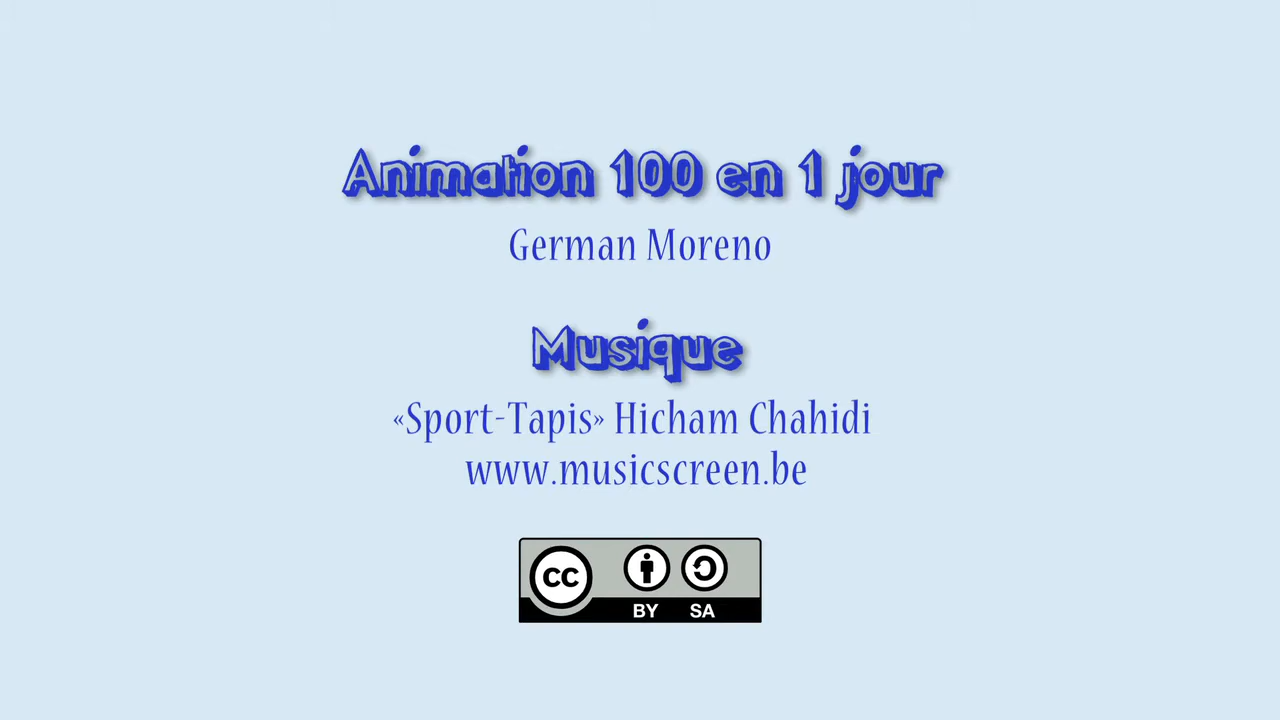 Animation 100 en 1 jour
German Moreno
Musique
«Sport-Tapis» Hicham Chahidi
www.musicscreen.be
CC BY SA